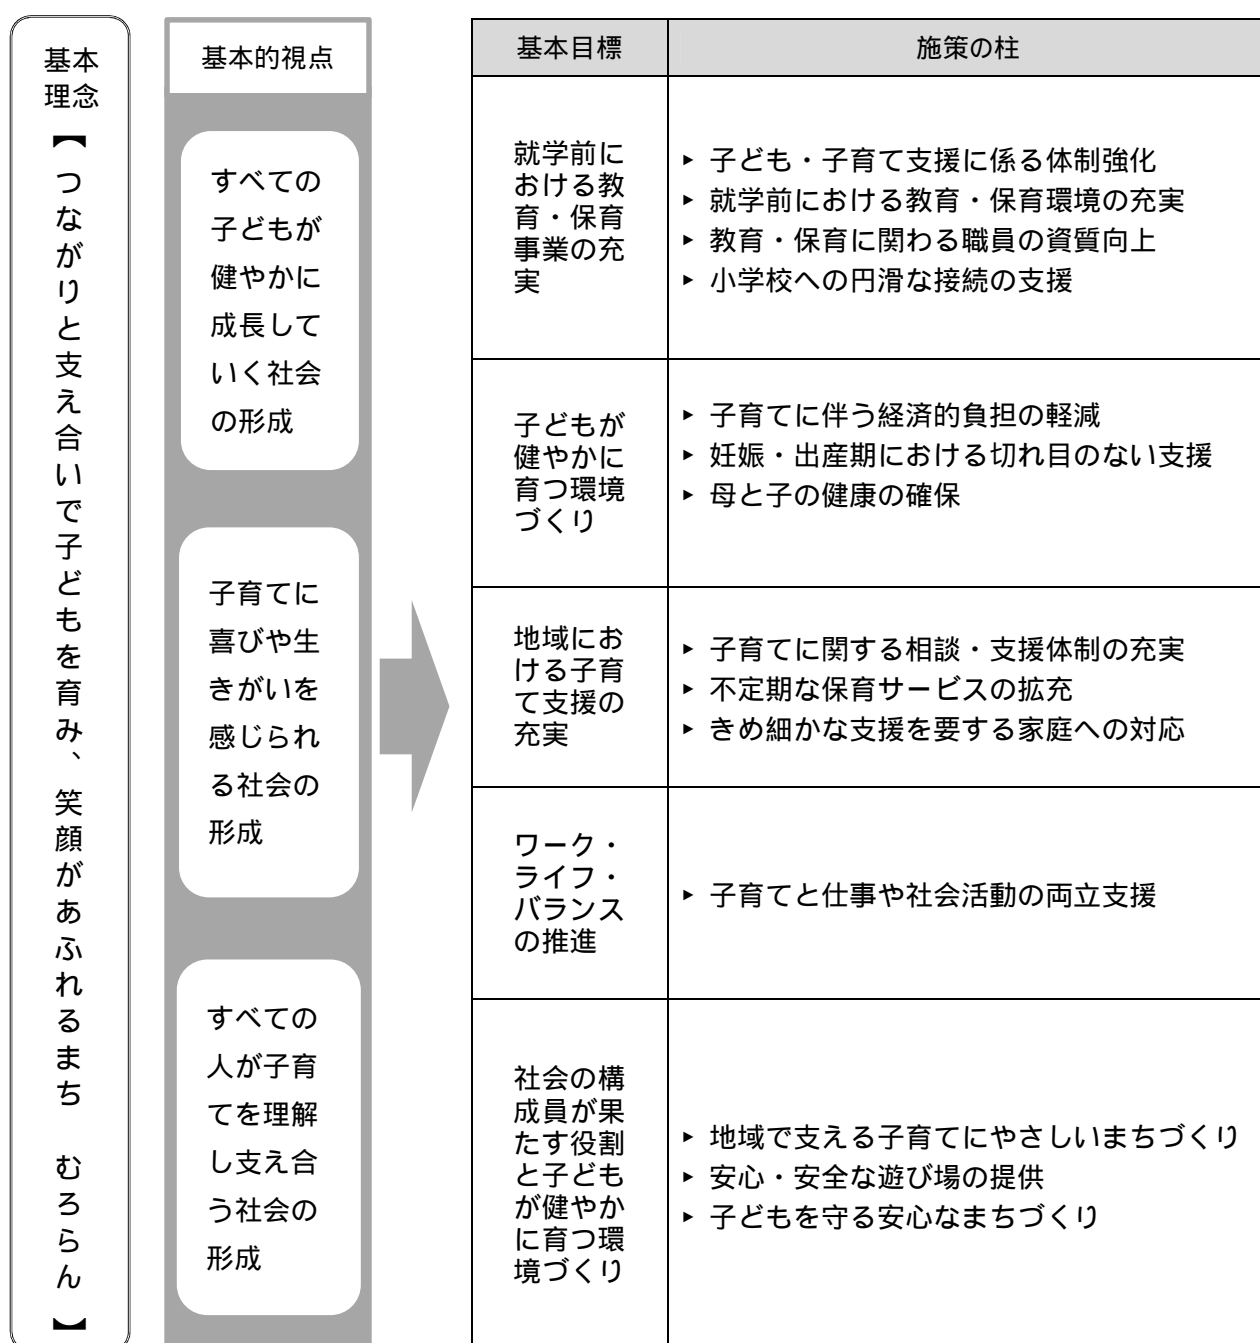 基本
理念
【つながりと支え合いで子どもを育み、笑顔があふれるまち　むろらん】
基本的視点
すべての
子どもが
健やかに
成長して
いく社会
の形成
子育てに
喜びや生
きがいを
感じられ
る社会の
形成
すべての
人が子育
てを理解
し支え合
う社会の
形成
基本目標
施策の柱
就学前に
おける教
育・保育
事業の充
実
▶ 子ども・子育て支援に係る体制強化
▶ 就学前における教育・保育環境の充実
▶ 教育・保育に関わる職員の資質向上
▶ 小学校への円滑な接続の支援
子どもが
健やかに
育つ環境
づくり
▶ 子育てに伴う経済的負担の軽減
▶ 妊娠・出産期における切れ目のない支援
▶ 母と子の健康の確保
地域にお
ける子育
て支援の
充実
▶ 子育てに関する相談・支援体制の充実
▶ 不定期な保育サービスの拡充
▶ きめ細かな支援を要する家庭への対応
ワーク・
ライフ・
バランス
の推進
▶ 子育てと仕事や社会活動の両立支援
社会の構
成員が果
たす役割
と子ども
が健やか
に育つ環
境づくり
▶ 地域で支える子育てにやさしいまちづくり
▶ 安心・安全な遊び場の提供
▶ 子どもを守る安心なまちづくり